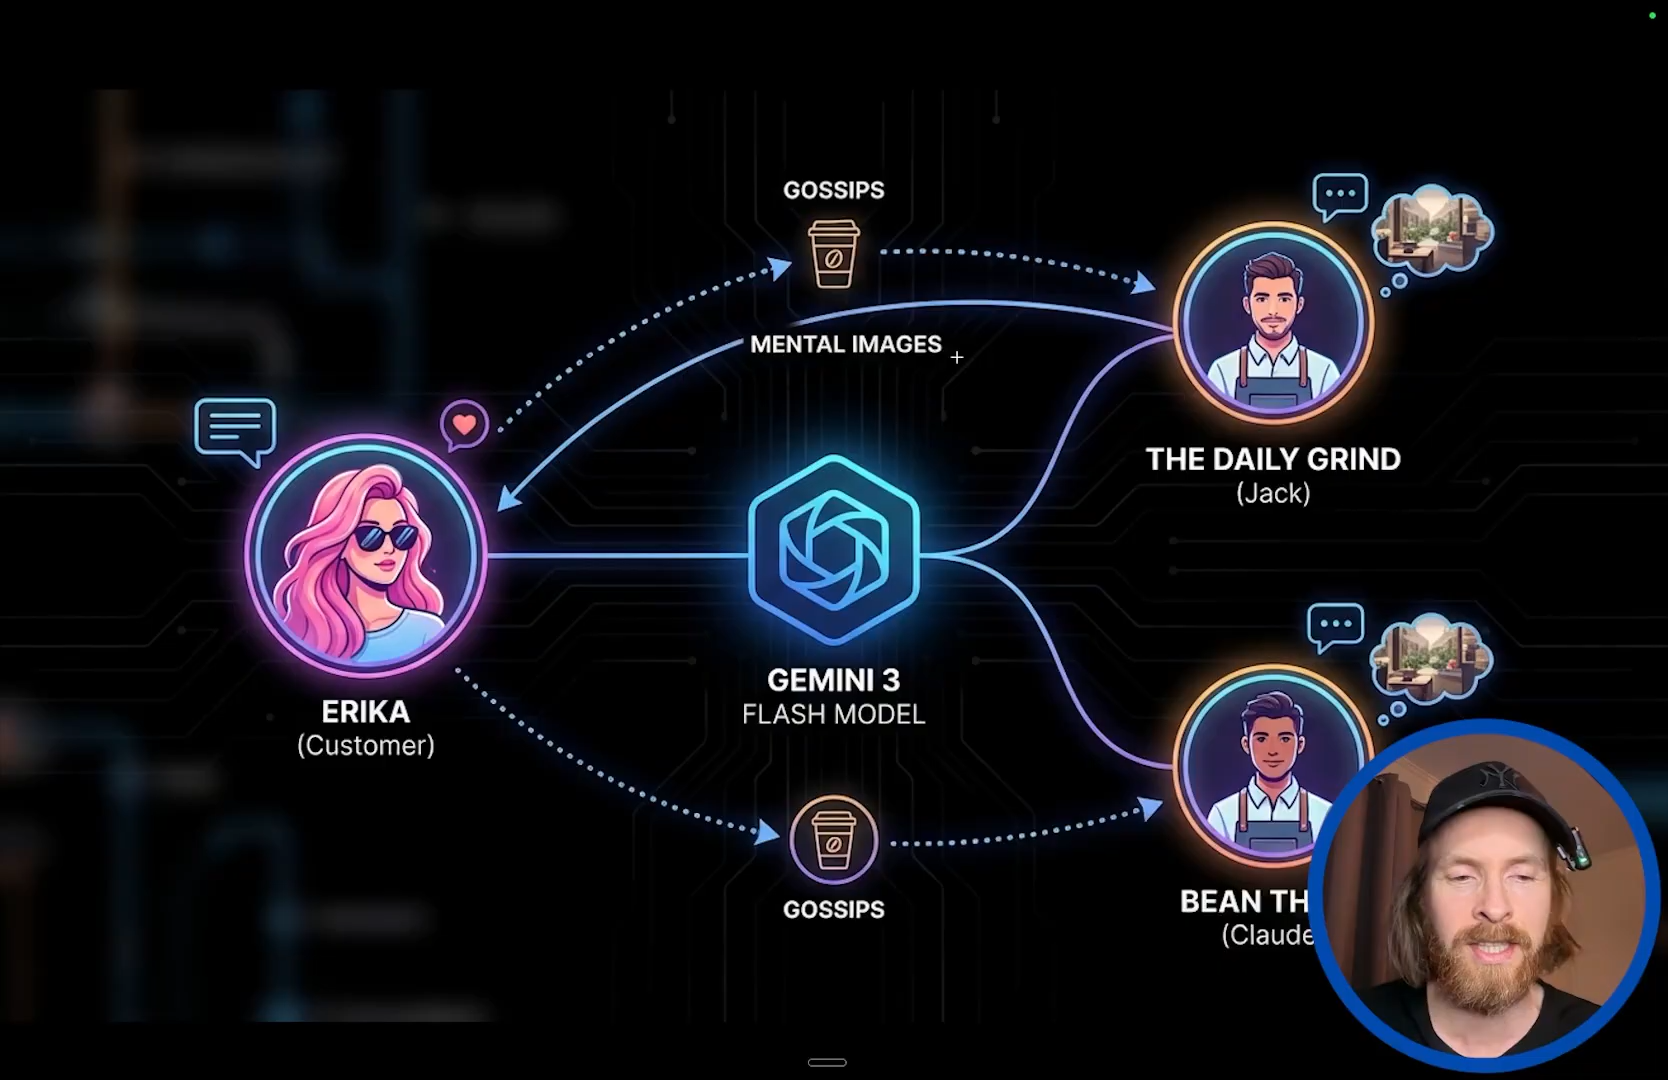 GOSSIPS
MENTAL IMAGES
THE DAILY GRIND
(Jack)
GEMINI 3
FLASH MODEL
ERIKA
(Customer)
GOSSIPS
BEAN TH
(Claude